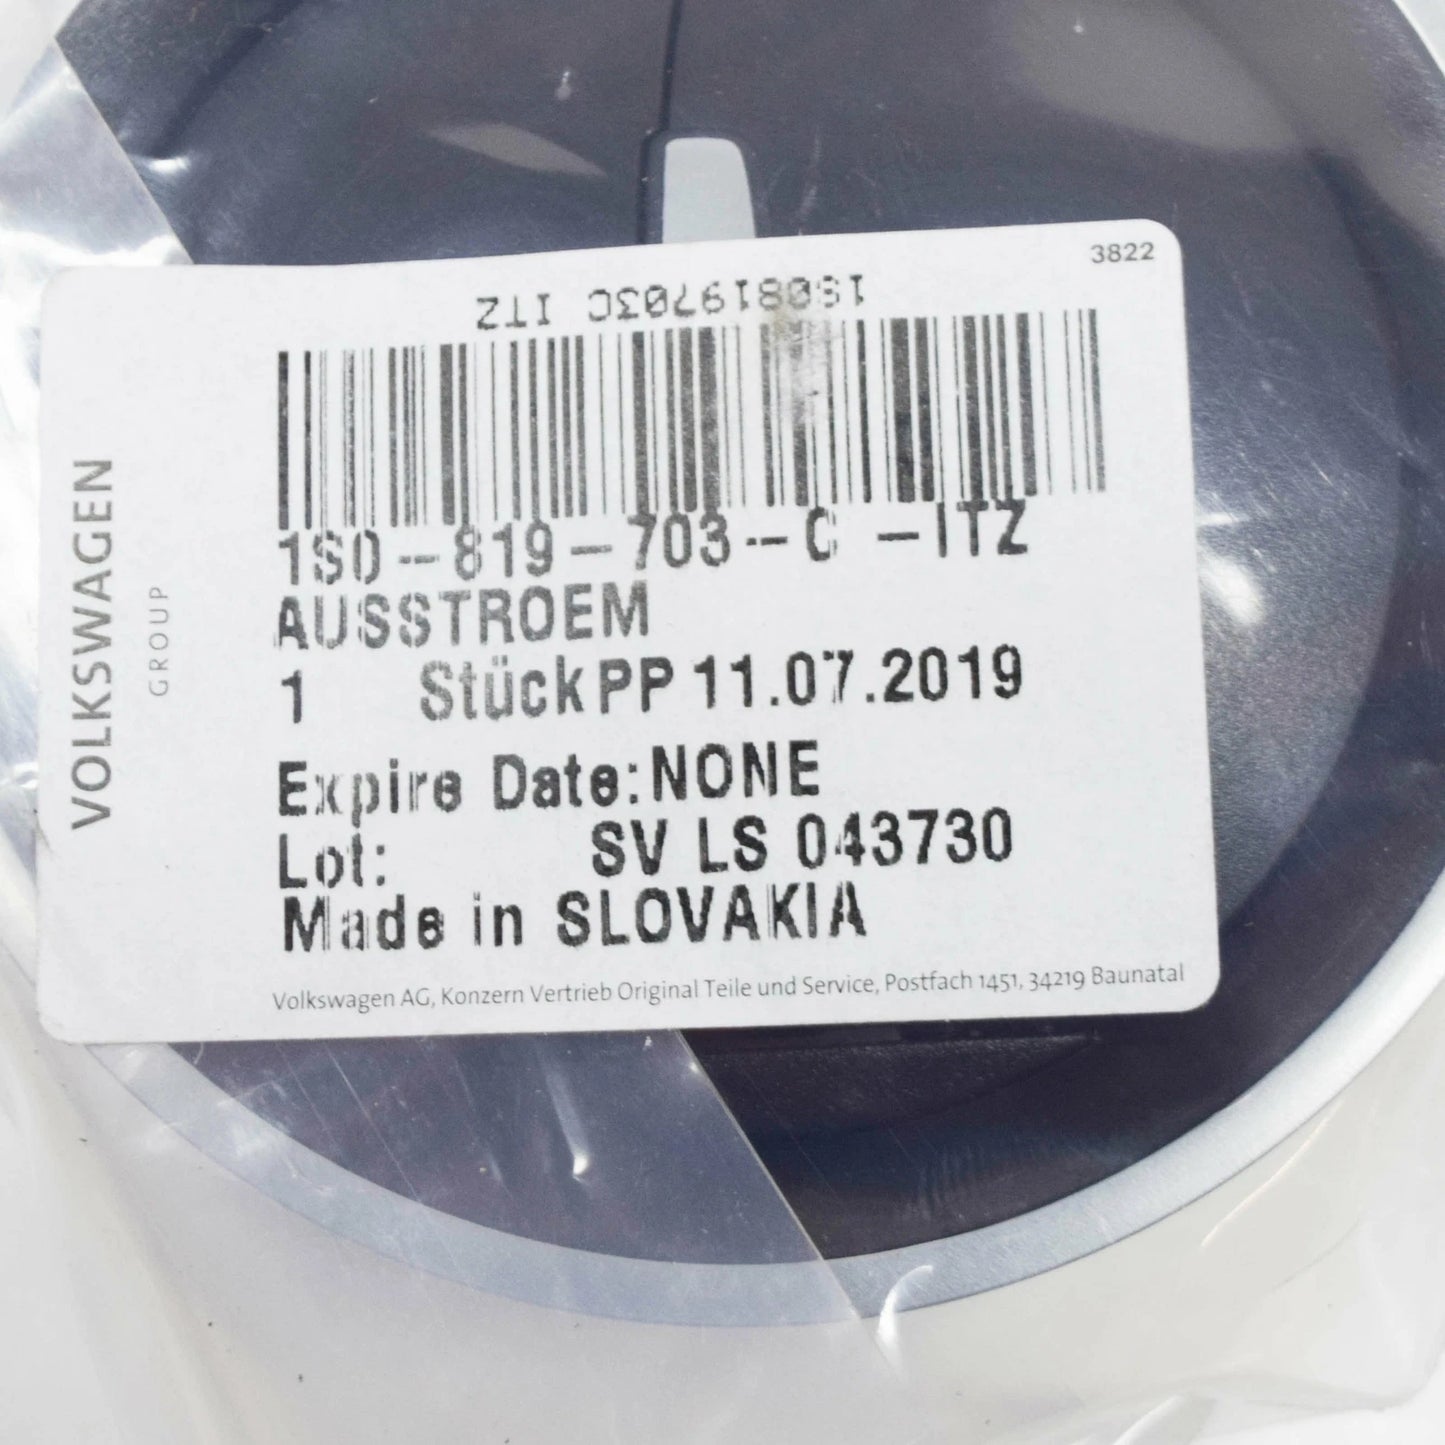 3822
1S0819703C ITZ
1S0-819-703--C -ITZ
AUSSTROEM
1 Stück PP 11.07.2019
Expire Date:NONE
Lot: SV LS 043730
Made in SLOVAKIA
Volkswagen AG, Konzern Vertrieb Original Teile und Service, Postfach 1451, 34219 Baunatal
VOLKSWAGEN
GROUP